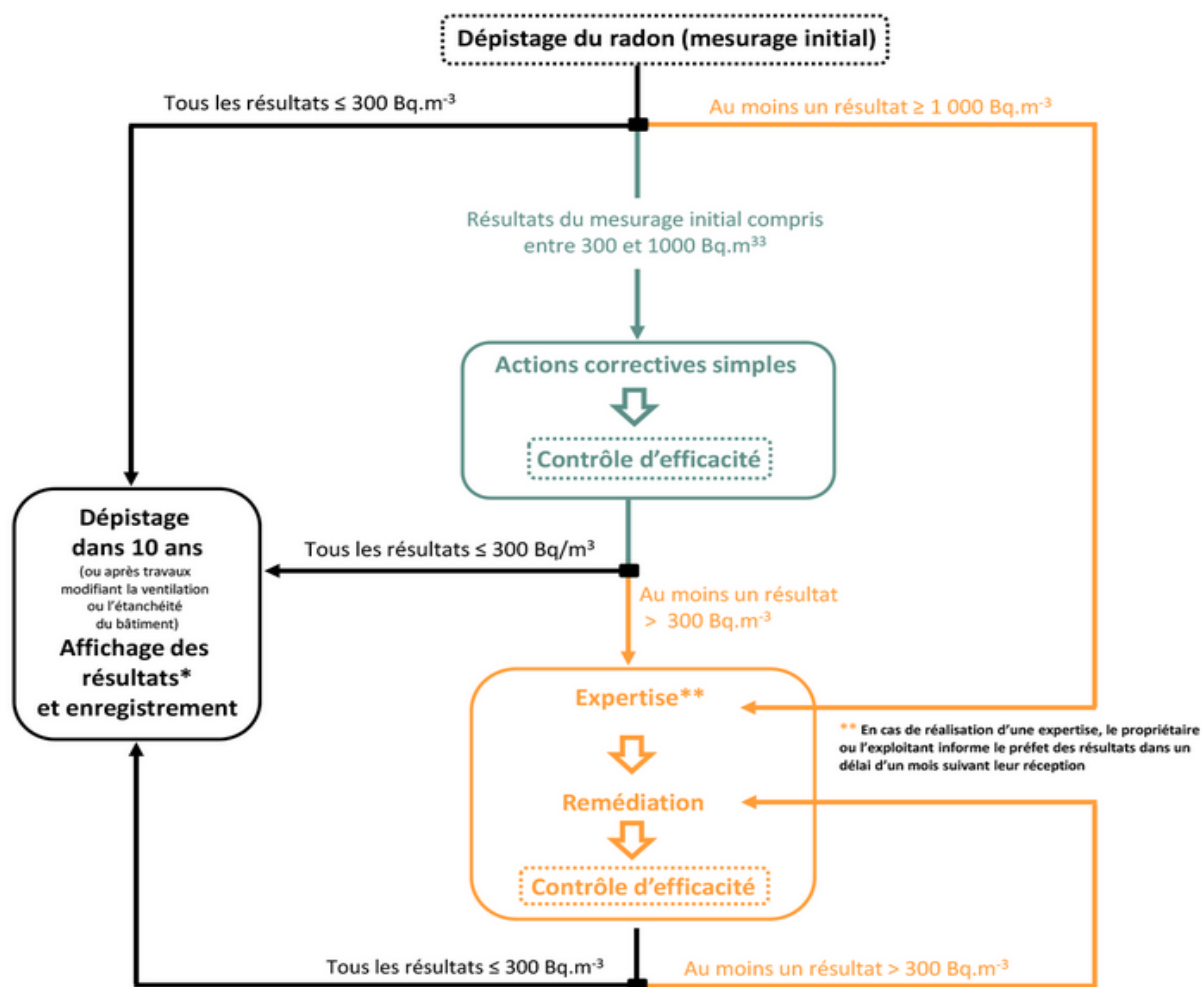 Dépistage du radon (mesurage initial)
Tous les résultats ≤ 300 Bq.m⁻³
Au moins un résultat ≥ 1 000 Bq.m⁻³
Résultats du mesurage initial compris
entre 300 et 1000 Bq.m³³
Actions correctives simples
Contrôle d’efficacité
Tous les résultats ≤ 300 Bq/m³
Dépistage
dans 10 ans
(ou après travaux
modifiant la ventilation
ou l’étanchéité
du bâtiment)
Affichage des
résultats*
et enregistrement
Au moins un résultat
> 300 Bq.m⁻³
Expertise**
** En cas de réalisation d’une expertise, le propriétaire
ou l’exploitant informe le préfet des résultats dans un
délai d’un mois suivant leur réception
Remédiation
Contrôle d’efficacité
Tous les résultats ≤ 300 Bq.m⁻³
Au moins un résultat > 300 Bq.m⁻³